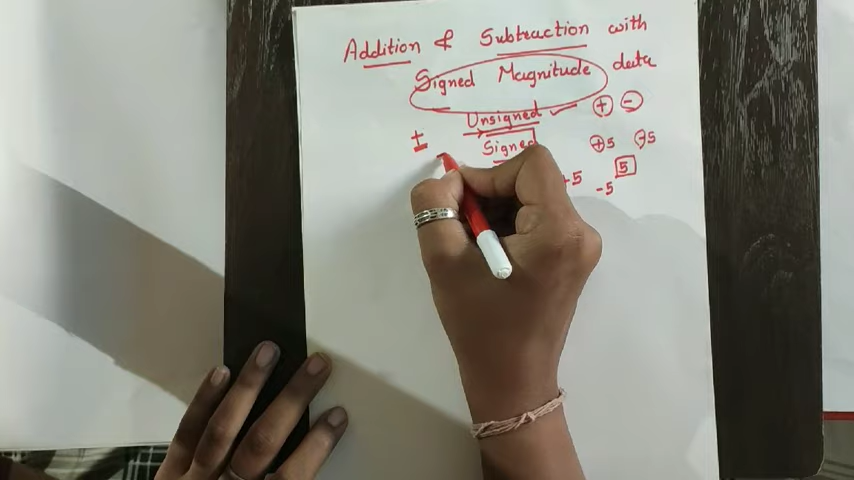 Addition & Subtraction with
Signed Magnitude data
Unsigned ✓ + -
± Signed +5 -5
+5 -5 5